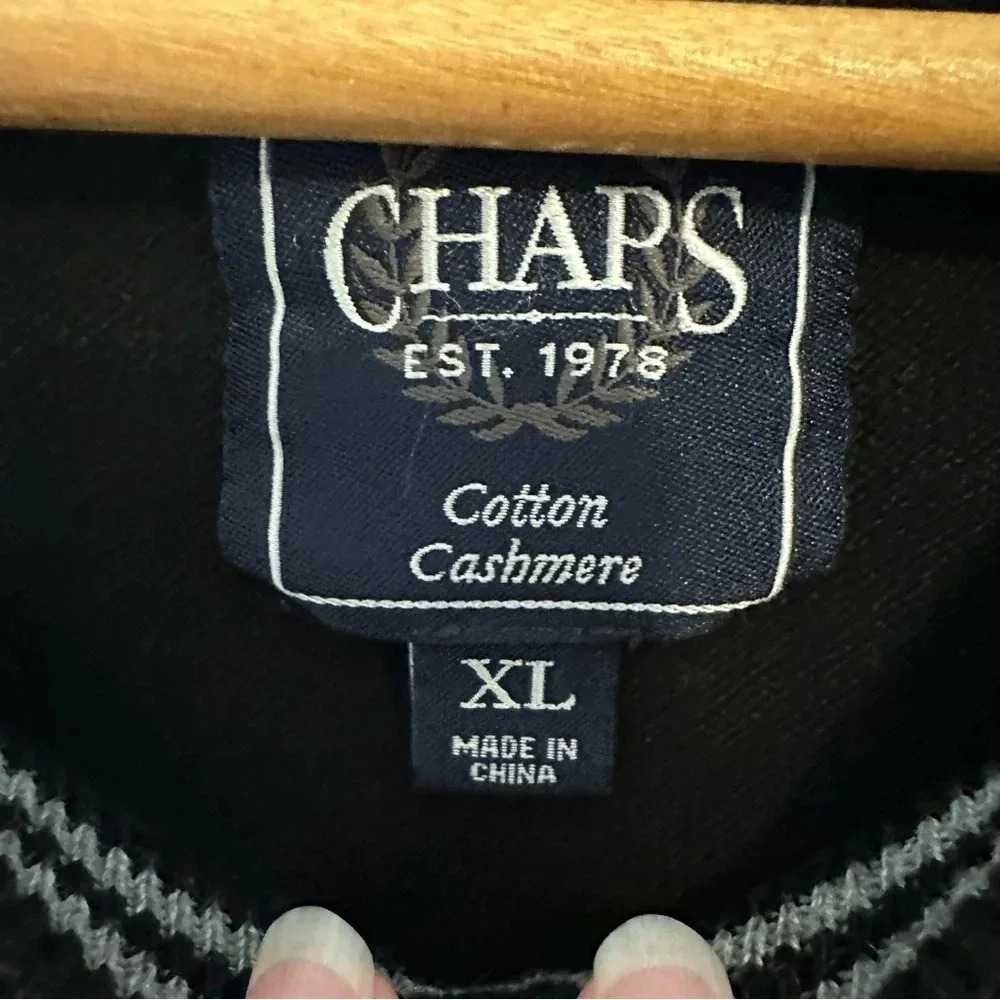 CHAPS
EST. 1978
Cotton
Cashmere
XL
MADE IN
CHINA